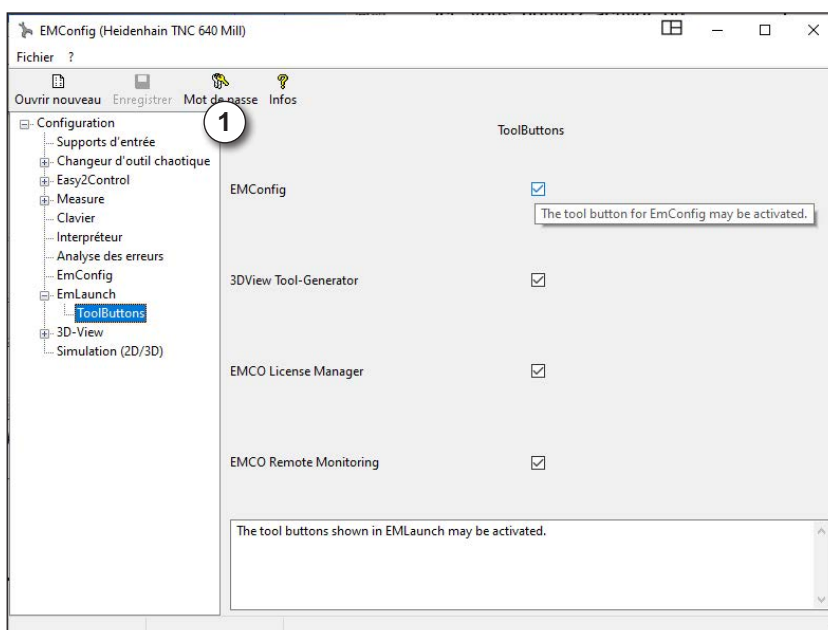 EMConfig (Heidenhain TNC 640 Mill)
Fichier ?
Ouvrir nouveau Enregistrer Mot de passe Infos
1
Configuration
Supports d'entrée
Changeur d'outil chaotique
Easy2Control
Measure
Clavier
Interpréteur
Analyse des erreurs
EmConfig
EmLaunch
ToolButtons
3D-View
Simulation (2D/3D)
ToolButtons
EMConfig
The tool button for EmConfig may be activated.
3DView Tool-Generator
EMCO License Manager
EMCO Remote Monitoring
The tool buttons shown in EMLaunch may be activated.